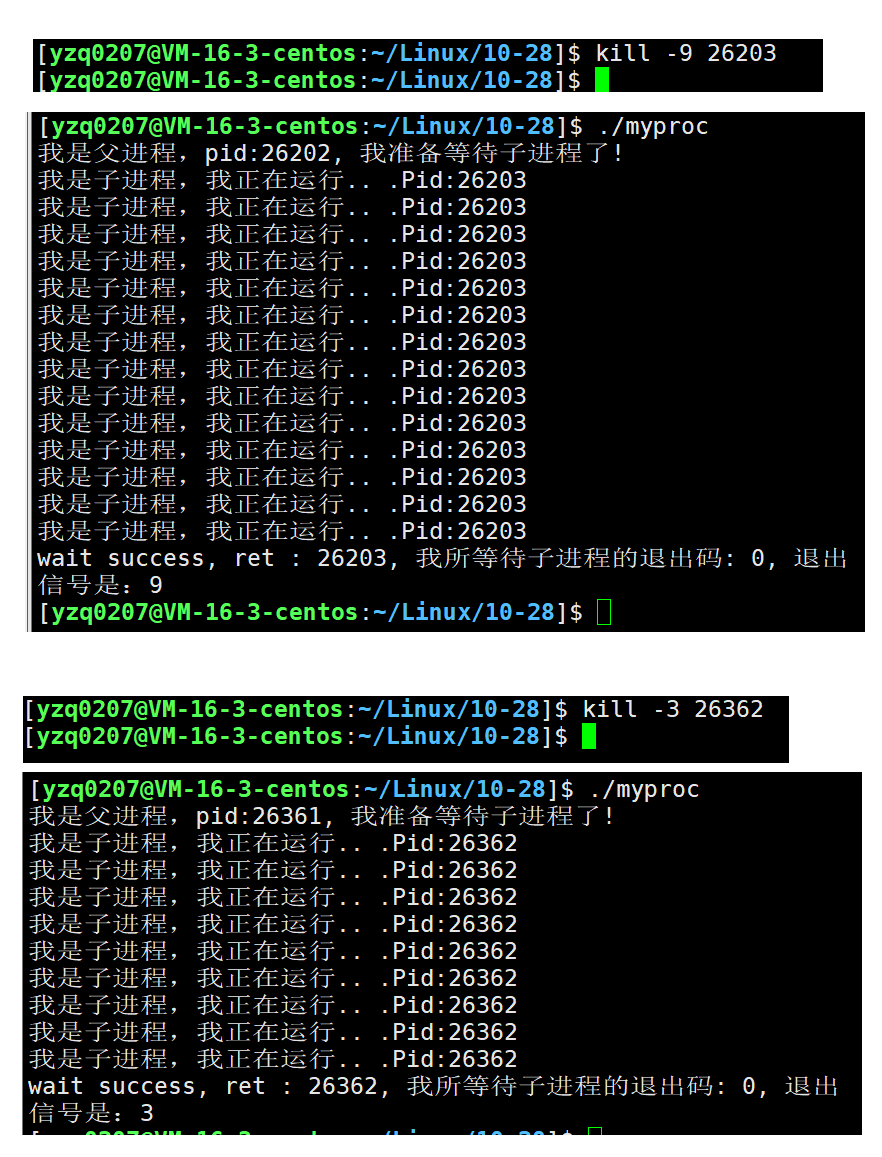 [yzq0207@VM-16-3-centos:~/Linux/10-28]$ kill -9 26203
[yzq0207@VM-16-3-centos:~/Linux/10-28]$
[yzq0207@VM-16-3-centos:~/Linux/10-28]$ ./myproc
我是父进程，pid:26202, 我准备等待子进程了!
我是子进程，我正在运行.. .Pid:26203
我是子进程，我正在运行.. .Pid:26203
我是子进程，我正在运行.. .Pid:26203
我是子进程，我正在运行.. .Pid:26203
我是子进程，我正在运行.. .Pid:26203
我是子进程，我正在运行.. .Pid:26203
我是子进程，我正在运行.. .Pid:26203
我是子进程，我正在运行.. .Pid:26203
我是子进程，我正在运行.. .Pid:26203
我是子进程，我正在运行.. .Pid:26203
我是子进程，我正在运行.. .Pid:26203
我是子进程，我正在运行.. .Pid:26203
我是子进程，我正在运行.. .Pid:26203
我是子进程，我正在运行.. .Pid:26203
wait success, ret : 26203, 我所等待子进程的退出码: 0, 退出
信号是：9
[yzq0207@VM-16-3-centos:~/Linux/10-28]$
[yzq0207@VM-16-3-centos:~/Linux/10-28]$ kill -3 26362
[yzq0207@VM-16-3-centos:~/Linux/10-28]$
[yzq0207@VM-16-3-centos:~/Linux/10-28]$ ./myproc
我是父进程，pid:26361, 我准备等待子进程了!
我是子进程，我正在运行.. .Pid:26362
我是子进程，我正在运行.. .Pid:26362
我是子进程，我正在运行.. .Pid:26362
我是子进程，我正在运行.. .Pid:26362
我是子进程，我正在运行.. .Pid:26362
我是子进程，我正在运行.. .Pid:26362
我是子进程，我正在运行.. .Pid:26362
我是子进程，我正在运行.. .Pid:26362
我是子进程，我正在运行.. .Pid:26362
wait success, ret : 26362, 我所等待子进程的退出码: 0, 退出
信号是：3